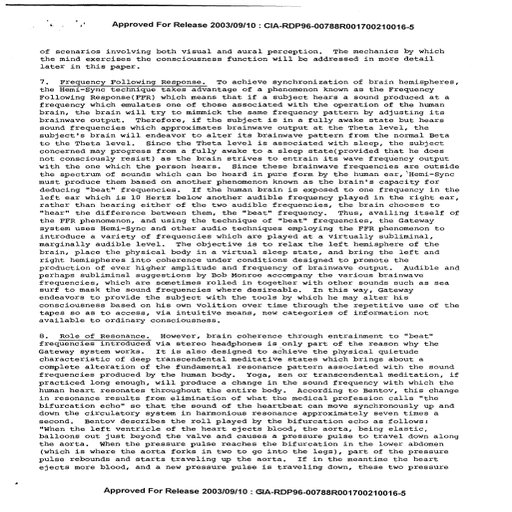 Approved For Release 2003/09/10 : CIA-RDP96-00788R001700210016-5
of scenarios involving both visual and aural perception. The mechanics by which
the mind exercises the consciousness function will be addressed in more detail
later in this paper.
7. Frequency Following Response. To achieve synchronization of brain hemispheres,
the Hemi-Sync technique takes advantage of a phenomenon known as the Frequency
Following Response(FFR) which means that if a subject hears a sound produced at a
frequency which emulates one of those associated with the operation of the human
brain, the brain will try to mimmick the same frequency pattern by adjusting its
brainwave output. Therefore, if the subject is in a fully awake state but hears
sound frequencies which approximates brainwave output at the Theta level, the
subject's brain will endeavor to alter its brainwave pattern from the normal Beta
to the Theta level. Since the Theta level is associated with sleep, the subject
concerned may progress from a fully awake to a sleep state(provided that he does
not consciously resist) as the brain strives to entrain its wave frequency output
with the one which the person hears. Since these brainwave frequencies are outside
the spectrum of sounds which can be heard in pure form by the human ear, Hemi-Sync
must produce them based on another phenomenon known as the brain's capacity for
deducing "beat" frequencies. If the human brain is exposed to one frequency in the
left ear which is 10 Hertz below another audible frequency played in the right ear,
rather than hearing either of the two audible frequencies, the brain chooses to
"hear" the difference between them, the "beat" frequency. Thus, availing itself of
the FFR phenomenon, and using the technique of "beat" frequencies, the Gateway
system uses Hemi-Sync and other audio techniques employing the FFR phenomenon to
introduce a variety of frequencies which are played at a virtually subliminal,
marginally audible level. The objective is to relax the left hemisphere of the
brain, place the physical body in a virtual sleep state, and bring the left and
right hemispheres into coherence under conditions designed to promote the
production of ever higher amplitude and frequency of brainwave output. Audible and
perhaps subliminal suggestions by Bob Monroe accompany the various brainwave
frequencies, which are sometimes rolled in together with other sounds such as sea
surf to mask the sound frequencies where desireable. In this way, Gateway
endeavors to provide the subject with the tools by which he may alter his
consciousness based on his own volition over time through the repetitive use of the
tapes so as to access, via intuitive means, new categories of information not
available to ordinary consciousness.
8. Role of Resonance. However, brain coherence through entrainment to "beat"
frequencies introduced via stereo headphones is only part of the reason why the
Gateway system works. It is also designed to achieve the physical quietude
characteristic of deep transcendental meditative states which brings about a
complete alteration of the fundamental resonance pattern associated with the sound
frequencies produced by the human body. Yoga, zen or transcendental meditation, if
practiced long enough, will produce a change in the sound frequency with which the
human heart resonates throughout the entire body. According to Bentov, this change
in resonance results from elimination of what the medical profession calls "the
bifurcation echo" so that the sound of the heartbeat can move synchronously up and
down the circulatory system in harmonious resonance approximately seven times a
second. Bentov describes the roll played by the bifurcation echo as follows:
"When the left ventricle of the heart ejects blood, the aorta, being elastic,
balloons out just beyond the valve and causes a pressure pulse to travel down along
the aorta. When the pressure pulse reaches the bifurcation in the lower abdomen
(which is where the aorta forks in two to go into the legs), part of the pressure
pulse rebounds and starts traveling up the aorta. If in the meantime the heart
ejects more blood, and a new pressure pulse is traveling down, these two pressure
Approved For Release 2003/09/10 : CIA-RDP96-00788R001700210016-5